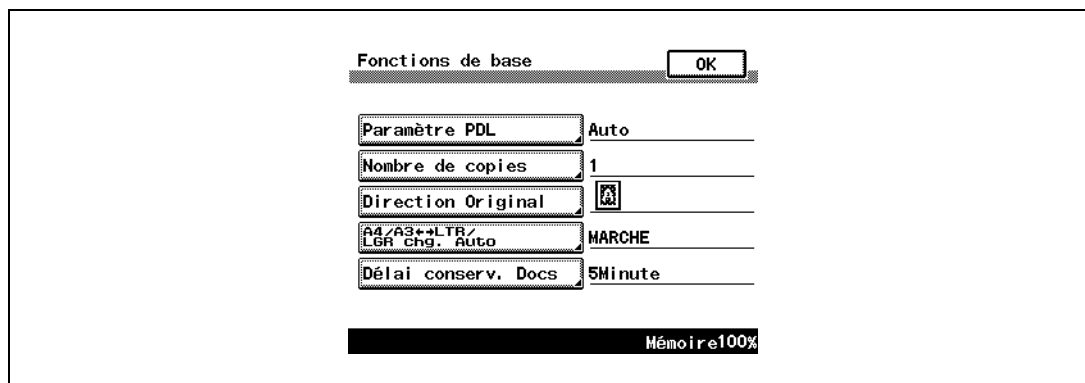 Fonctions de base
OK
Paramètre PDL
Auto
Nombre de copies
1
Direction Original
A4/A3↔LTR/
LGR chg. Auto
MARCHE
Délai conserv. Docs
5Minute
Mémoire100%